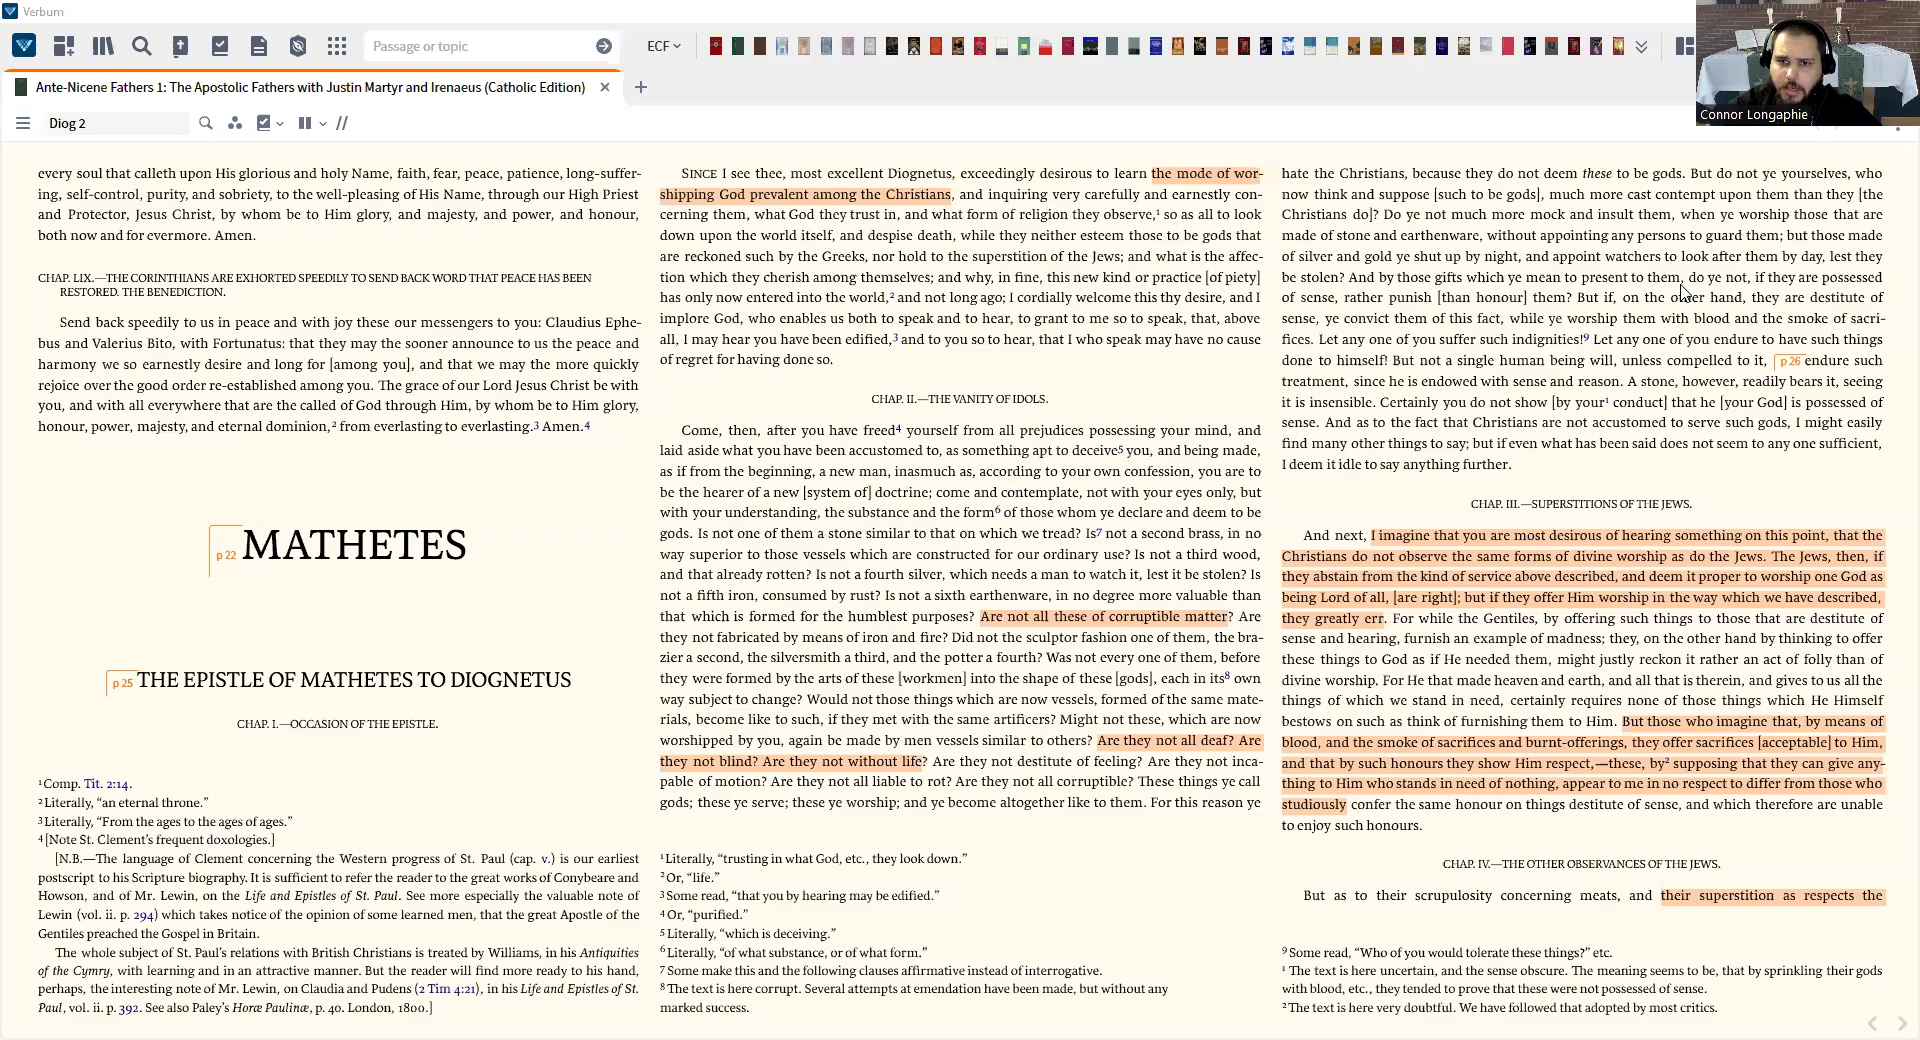 Verbum
Passage or topic
ECF
Ante-Nicene Fathers 1: The Apostolic Fathers with Justin Martyr and Irenaeus (Catholic Edition)
Diog 2
Connor Longaphie
every soul that calleth upon His glorious and holy Name, faith, fear, peace, patience, long-suffer-
ing, self-control, purity, and sobriety, to the well-pleasing of His Name, through our High Priest
and Protector, Jesus Christ, by whom be to Him glory, and majesty, and power, and honour,
both now and for evermore. Amen.
CHAP. LIX.—THE CORINTHIANS ARE EXHORTED SPEEDILY TO SEND BACK WORD THAT PEACE HAS BEEN
RESTORED. THE BENEDICTION.
Send back speedily to us in peace and with joy these our messengers to you: Claudius Ephe-
bus and Valerius Bito, with Fortunatus: that they may the sooner announce to us the peace and
harmony we so earnestly desire and long for [among you], and that we may the more quickly
rejoice over the good order re-established among you. The grace of our Lord Jesus Christ be with
you, and with all everywhere that are the called of God through Him, by whom be to Him glory,
honour, power, majesty, and eternal dominion,2 from everlasting to everlasting.3 Amen.4
p 22 MATHETES
p 25 THE EPISTLE OF MATHETES TO DIOGNETUS
CHAP. I.—OCCASION OF THE EPISTLE.
1 Comp. Tit. 2:14.
2 Literally, “an eternal throne.”
3 Literally, “From the ages to the ages of ages.”
4 [Note St. Clement’s frequent doxologies.]
[N.B.—The language of Clement concerning the Western progress of St. Paul (cap. v.) is our earliest
postscript to his Scripture biography. It is sufficient to refer the reader to the great works of Conybeare and
Howson, and of Mr. Lewin, on the Life and Epistles of St. Paul. See more especially the valuable note of
Lewin (vol. ii. p. 294) which takes notice of the opinion of some learned men, that the great Apostle of the
Gentiles preached the Gospel in Britain.
The whole subject of St. Paul’s relations with British Christians is treated by Williams, in his Antiquities
of the Cymry, with learning and in an attractive manner. But the reader will find more ready to his hand,
perhaps, the interesting note of Mr. Lewin, on Claudia and Pudens (2 Tim 4:21), in his Life and Epistles of St.
Paul, vol. ii. p. 392. See also Paley’s Horæ Paulinæ, p. 40. London, 1800.]
SINCE I see thee, most excellent Diognetus, exceedingly desirous to learn the mode of wor-
shipping God prevalent among the Christians, and inquiring very carefully and earnestly con-
cerning them, what God they trust in, and what form of religion they observe,1 so as all to look
down upon the world itself, and despise death, while they neither esteem those to be gods that
are reckoned such by the Greeks, nor hold to the superstition of the Jews; and what is the affec-
tion which they cherish among themselves; and why, in fine, this new kind or practice [of piety]
has only now entered into the world,2 and not long ago; I cordially welcome this thy desire, and I
implore God, who enables us both to speak and to hear, to grant to me so to speak, that, above
all, I may hear you have been edified,3 and to you so to hear, that I who speak may have no cause
of regret for having done so.
CHAP. II.—THE VANITY OF IDOLS.
Come, then, after you have freed4 yourself from all prejudices possessing your mind, and
laid aside what you have been accustomed to, as something apt to deceive5 you, and being made,
as if from the beginning, a new man, inasmuch as, according to your own confession, you are to
be the hearer of a new [system of] doctrine; come and contemplate, not with your eyes only, but
with your understanding, the substance and the form6 of those whom ye declare and deem to be
gods. Is not one of them a stone similar to that on which we tread? Is7 not a second brass, in no
way superior to those vessels which are constructed for our ordinary use? Is not a third wood,
and that already rotten? Is not a fourth silver, which needs a man to watch it, lest it be stolen? Is
not a fifth iron, consumed by rust? Is not a sixth earthenware, in no degree more valuable than
that which is formed for the humblest purposes? Are not all these of corruptible matter? Are
they not fabricated by means of iron and fire? Did not the sculptor fashion one of them, the bra-
zier a second, the silversmith a third, and the potter a fourth? Was not every one of them, before
they were formed by the arts of these [workmen] into the shape of these [gods], each in its8 own
way subject to change? Would not those things which are now vessels, formed of the same mate-
rials, become like to such, if they met with the same artificers? Might not these, which are now
worshipped by you, again be made by men vessels similar to others? Are they not all deaf? Are
they not blind? Are they not without life? Are they not destitute of feeling? Are they not inca-
pable of motion? Are they not all liable to rot? Are they not all corruptible? These things ye call
gods; these ye serve; these ye worship; and ye become altogether like to them. For this reason ye
1 Literally, “trusting in what God, etc., they look down.”
2 Or, “life.”
3 Some read, “that you by hearing may be edified.”
4 Or, “purified.”
5 Literally, “which is deceiving.”
6 Literally, “of what substance, or of what form.”
7 Some make this and the following clauses affirmative instead of interrogative.
8 The text is here corrupt. Several attempts at emendation have been made, but without any
marked success.
hate the Christians, because they do not deem these to be gods. But do not ye yourselves, who
now think and suppose [such to be gods], much more cast contempt upon them than they [the
Christians do]? Do ye not much more mock and insult them, when ye worship those that are
made of stone and earthenware, without appointing any persons to guard them; but those made
of silver and gold ye shut up by night, and appoint watchers to look after them by day, lest they
be stolen? And by those gifts which ye mean to present to them, do ye not, if they are possessed
of sense, rather punish [than honour] them? But if, on the other hand, they are destitute of
sense, ye convict them of this fact, while ye worship them with blood and the smoke of sacri-
fices. Let any one of you suffer such indignities!9 Let any one of you endure to have such things
done to himself! But not a single human being will, unless compelled to it, p 26 endure such
treatment, since he is endowed with sense and reason. A stone, however, readily bears it, seeing
it is insensible. Certainly you do not show [by your1 conduct] that he [your God] is possessed of
sense. And as to the fact that Christians are not accustomed to serve such gods, I might easily
find many other things to say; but if even what has been said does not seem to any one sufficient,
I deem it idle to say anything further.
CHAP. III.—SUPERSTITIONS OF THE JEWS.
And next, I imagine that you are most desirous of hearing something on this point, that the
Christians do not observe the same forms of divine worship as do the Jews. The Jews, then, if
they abstain from the kind of service above described, and deem it proper to worship one God as
being Lord of all, [are right]; but if they offer Him worship in the way which we have described,
they greatly err. For while the Gentiles, by offering such things to those that are destitute of
sense and hearing, furnish an example of madness; they, on the other hand by thinking to offer
these things to God as if He needed them, might justly reckon it rather an act of folly than of
divine worship. For He that made heaven and earth, and all that is therein, and gives to us all the
things of which we stand in need, certainly requires none of those things which He Himself
bestows on such as think of furnishing them to Him. But those who imagine that, by means of
blood, and the smoke of sacrifices and burnt-offerings, they offer sacrifices [acceptable] to Him,
and that by such honours they show Him respect,—these, by2 supposing that they can give any-
thing to Him who stands in need of nothing, appear to me in no respect to differ from those who
studiously confer the same honour on things destitute of sense, and which therefore are unable
to enjoy such honours.
CHAP. IV.—THE OTHER OBSERVANCES OF THE JEWS.
But as to their scrupulosity concerning meats, and their superstition as respects the
9 Some read, “Who of you would tolerate these things?” etc.
1 The text is here uncertain, and the sense obscure. The meaning seems to be, that by sprinkling their gods
with blood, etc., they tended to prove that these were not possessed of sense.
2 The text is here very doubtful. We have followed that adopted by most critics.